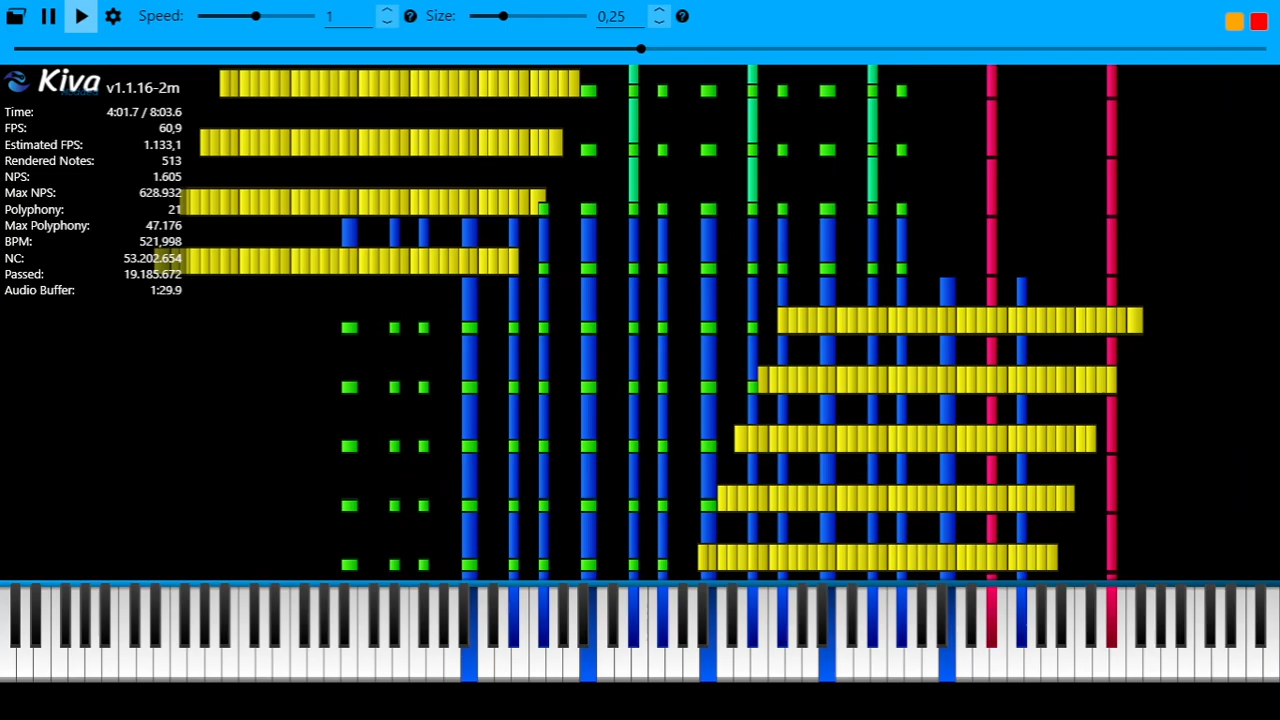 Speed: 1 Size: 0,25
Kiva v1.1.16-2m
Time: 4:01.7 / 8:03.6
FPS: 60,9
Estimated FPS: 1.133,1
Rendered Notes: 513
NPS: 1.605
Max NPS: 628.932
Polyphony: 21
Max Polyphony: 47.176
BPM: 521,998
NC: 53.202.654
Passed: 19.185.672
Audio Buffer: 1:29.9